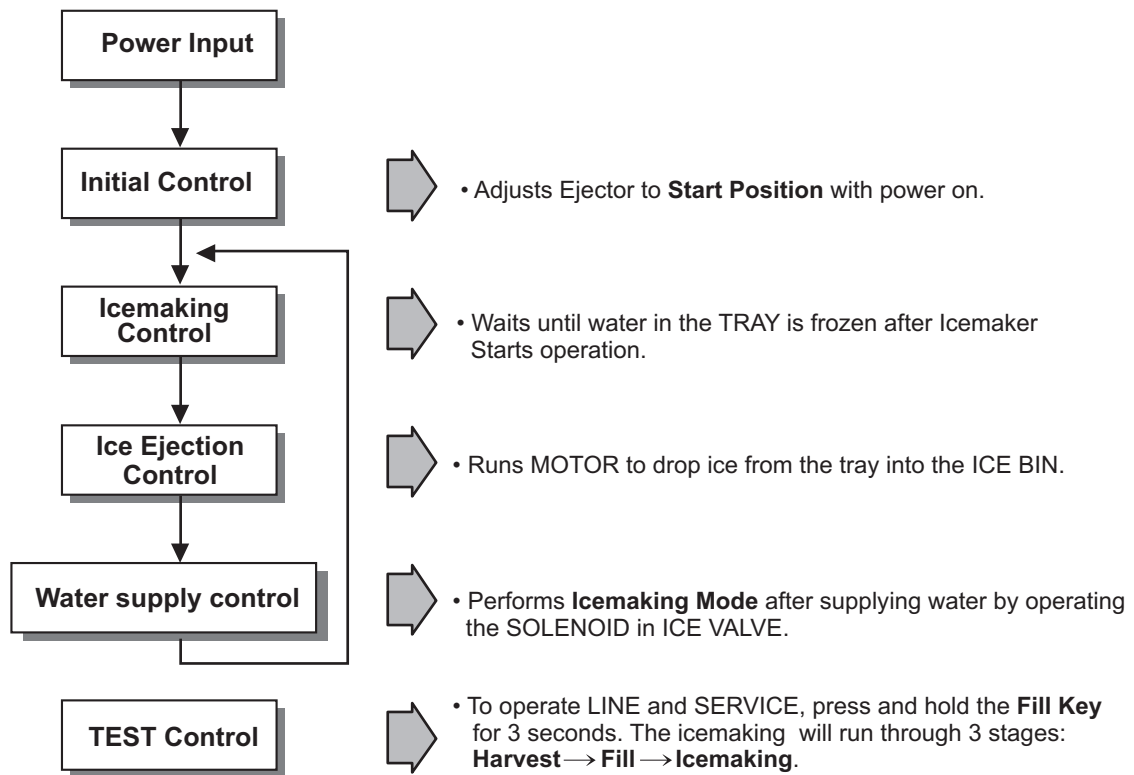 Power Input
Initial Control
• Adjusts Ejector to Start Position with power on.
Icemaking
Control
• Waits until water in the TRAY is frozen after Icemaker
Starts operation.
Ice Ejection
Control
• Runs MOTOR to drop ice from the tray into the ICE BIN.
Water supply control
• Performs Icemaking Mode after supplying water by operating
the SOLENOID in ICE VALVE.
TEST Control
• To operate LINE and SERVICE, press and hold the Fill Key
for 3 seconds. The icemaking will run through 3 stages:
Harvest → Fill → Icemaking.